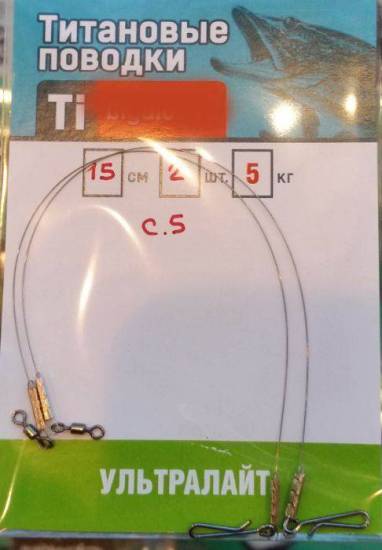 Титановые
поводки
Ti
15 см 2 шт. 5 кг
с.5
УЛЬТРАЛАЙТ